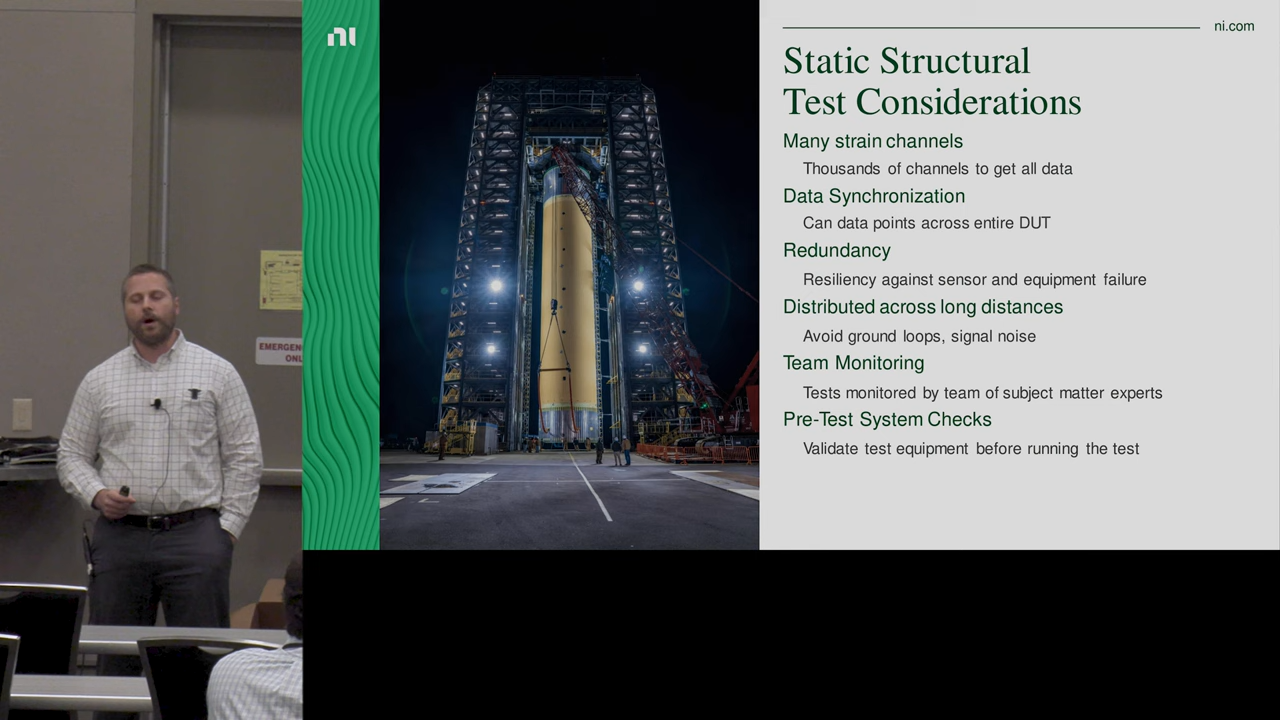 ni
ni.com
Static Structural
Test Considerations
Many strain channels
Thousands of channels to get all data
Data Synchronization
Can data points across entire DUT
Redundancy
Resiliency against sensor and equipment failure
Distributed across long distances
Avoid ground loops, signal noise
Team Monitoring
Tests monitored by team of subject matter experts
Pre-Test System Checks
Validate test equipment before running the test
EMERGEN
ONL